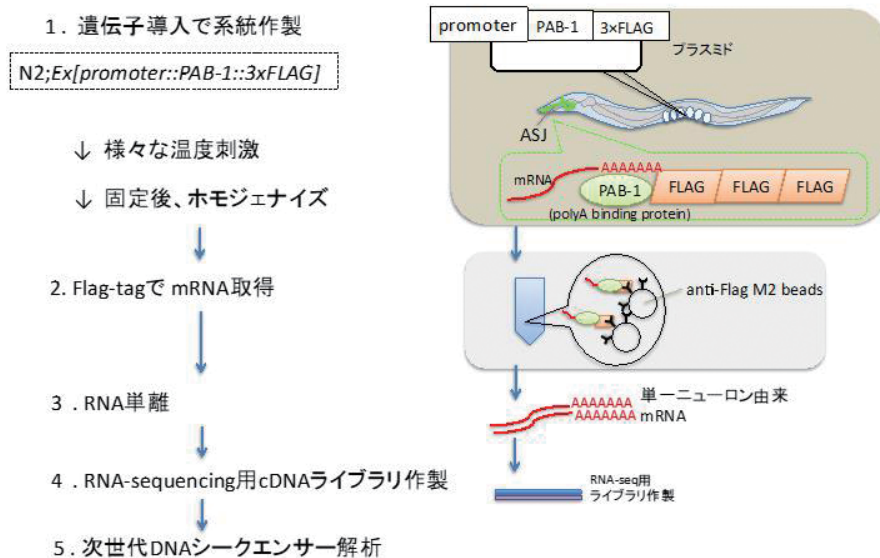 1. 遺伝子導入で系統作製
N2;Ex[promoter::PAB-1::3xFLAG]
↓ 様々な温度刺激
↓ 固定後、ホモジェナイズ
2. Flag-tagで mRNA取得
3 . RNA単離
4 . RNA-sequencing用cDNAライブラリ作製
5 . 次世代DNAシークエンサー解析
promoter PAB-1 3×FLAG
プラスミド
ASJ
AAAAAAA
mRNA
PAB-1 FLAG FLAG FLAG
(polyA binding protein)
anti-Flag M2 beads
単一ニューロン由来
AAAAAAA
AAAAAAA mRNA
RNA-seq用
ライブラリ作製